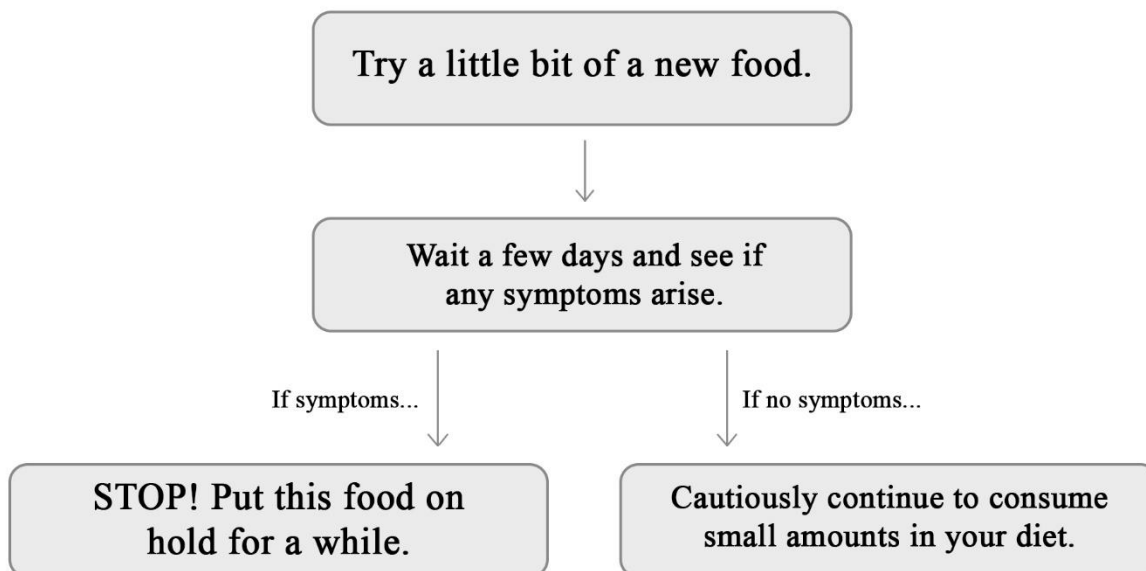 Try a little bit of a new food.
Wait a few days and see if
any symptoms arise.
If symptoms...
If no symptoms...
STOP! Put this food on
hold for a while.
Cautiously continue to consume
small amounts in your diet.